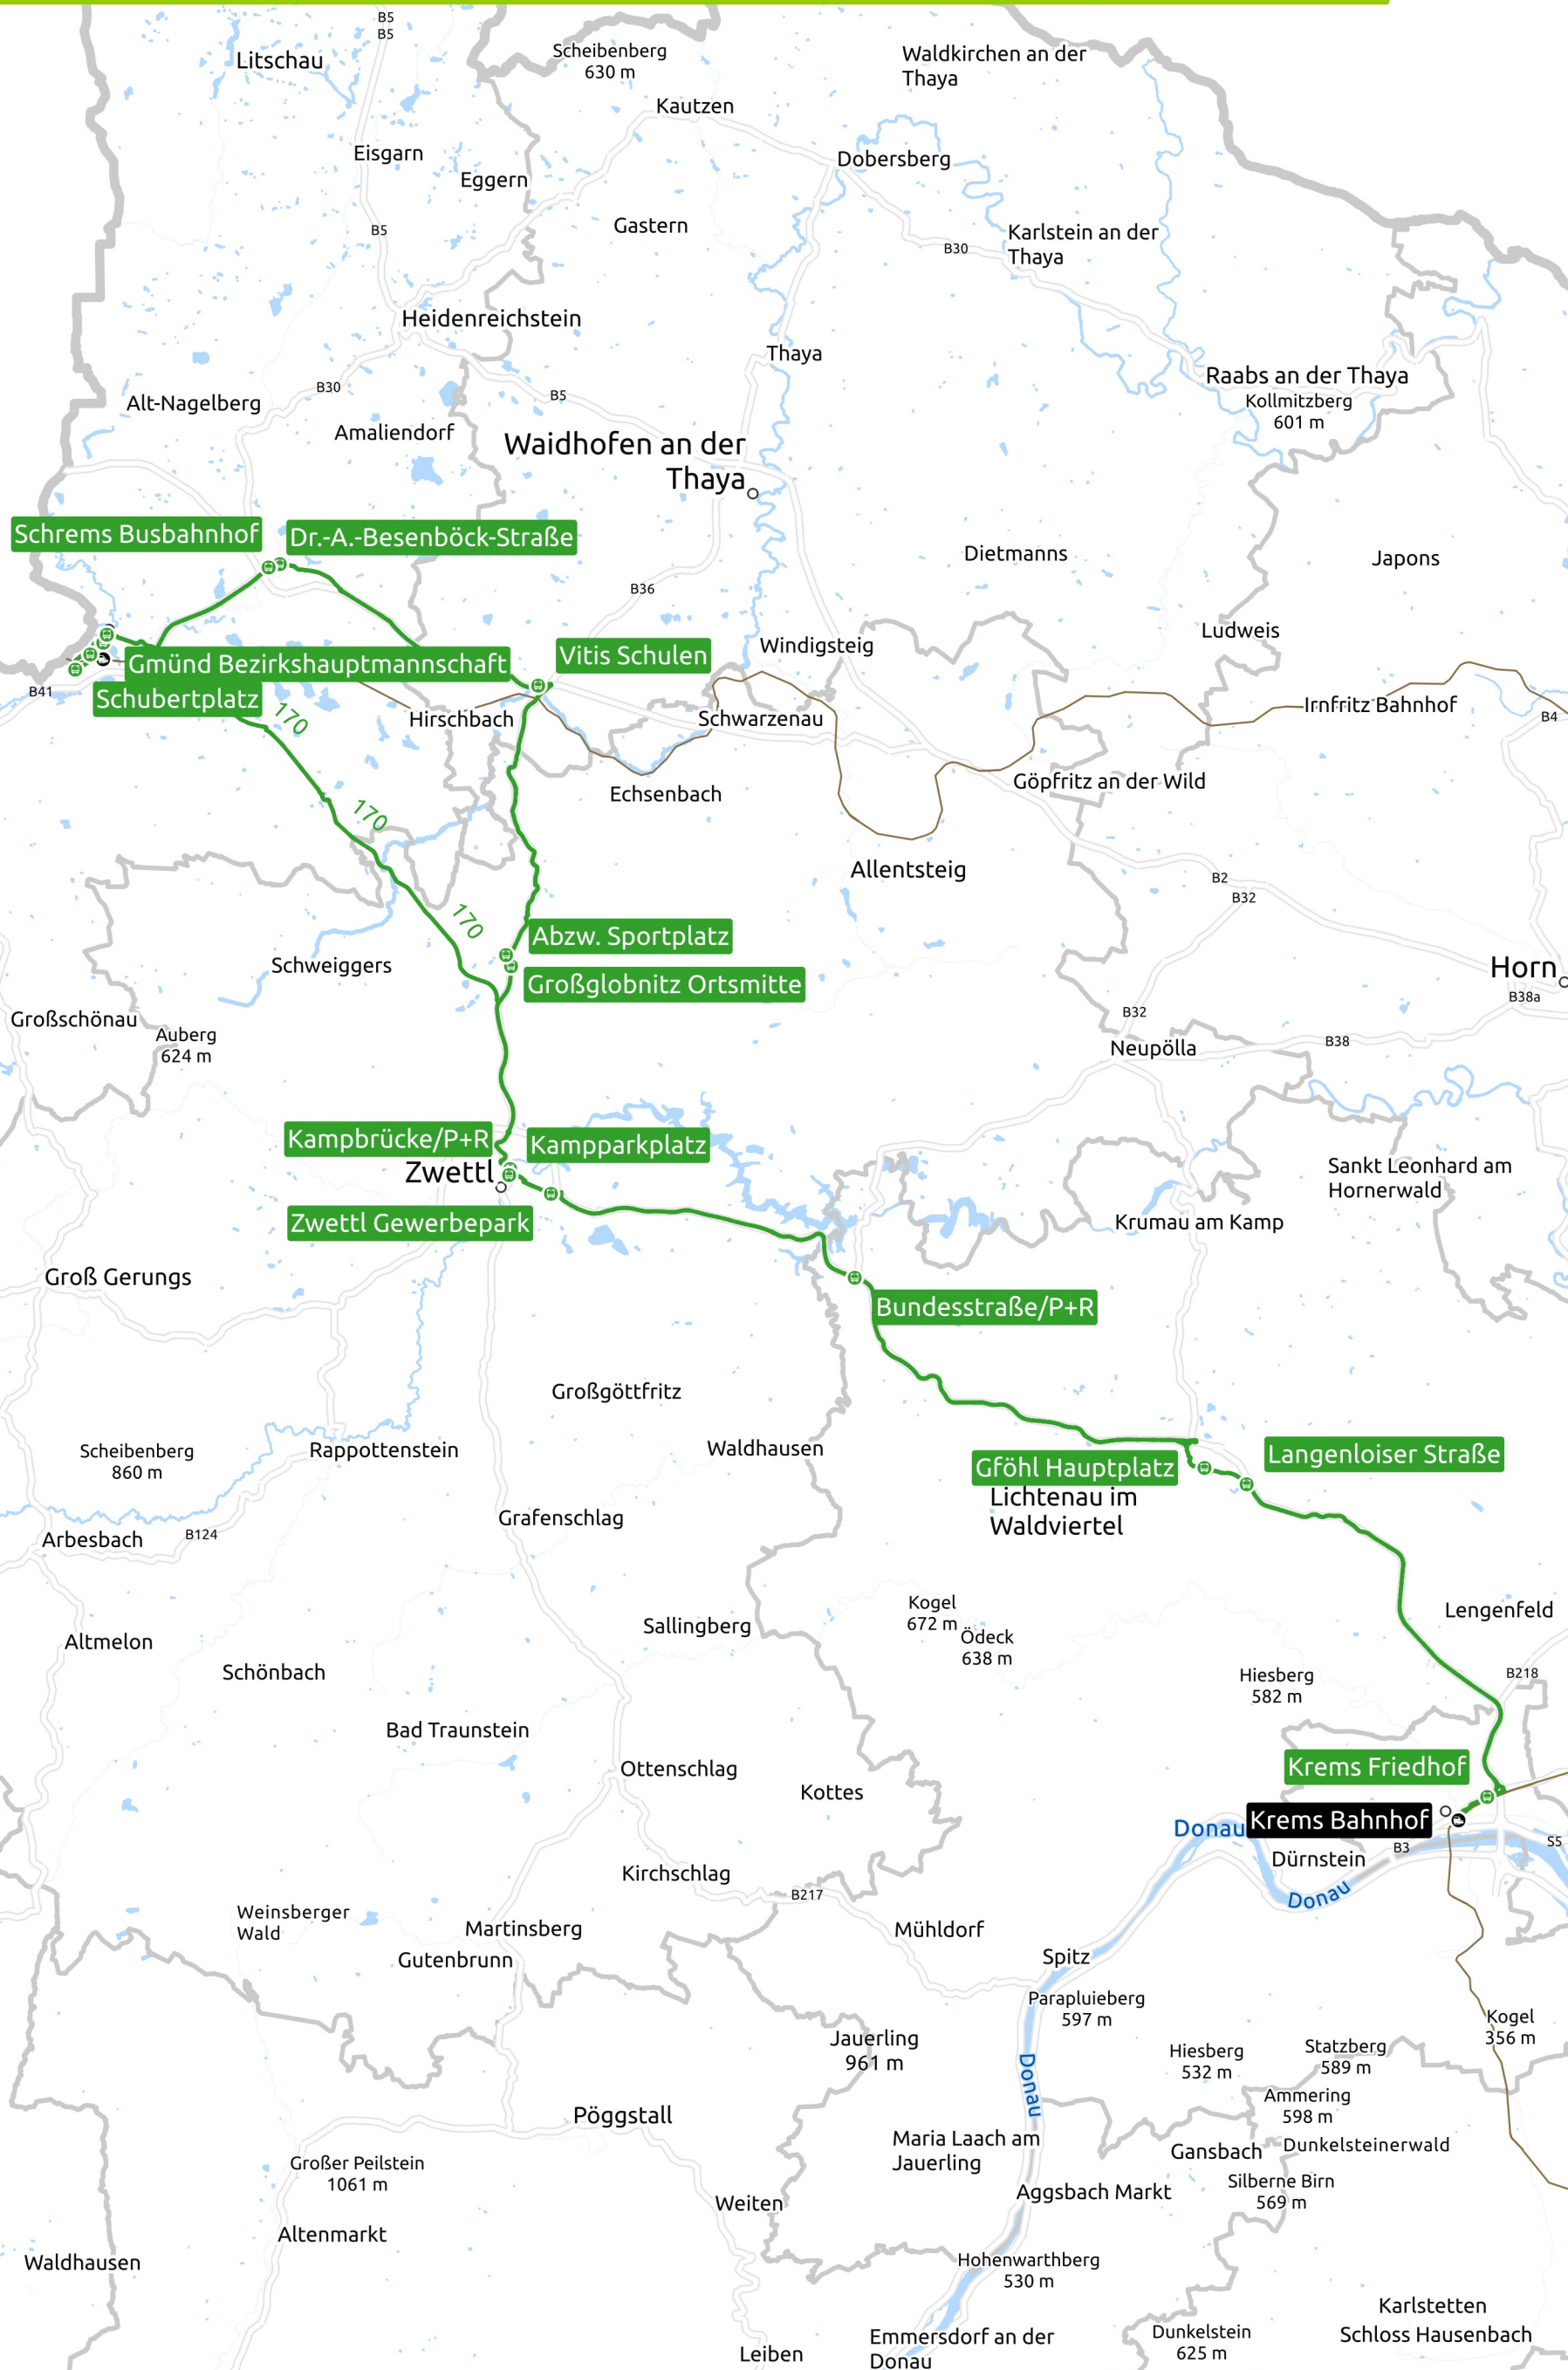 B5
B5
Litschau
Scheibenberg
630 m
Waldkirchen an der
Thaya
Kautzen
Eisgarn
Dobersberg
Eggern
Gastern
B5
Karlstein an der
Thaya
B30
Heidenreichstein
Thaya
Raabs an der Thaya
B30
B5
Alt-Nagelberg
Kollmitzberg
601 m
Amaliendorf
Waidhofen an der
Thaya
Schrems Busbahnhof
Dr.-A.-Besenböck-Straße
Dietmanns
Japons
B36
Ludweis
Windigsteig
Vitis Schulen
Gmünd Bezirkshauptmannschaft
B41
Schubertplatz
170
Hirschbach
Schwarzenau
Irnfritz Bahnhof
B4
Göpfritz an der Wild
Echsenbach
170
Allentsteig
B2
B32
170
Abzw. Sportplatz
Schweiggers
Horn
Großglobnitz Ortsmitte
B38a
Großschönau
B32
Auberg
624 m
B38
Neupölla
Kampbrücke/P+R
Kampparkplatz
Zwettl
Sankt Leonhard am
Hornerwald
Zwettl Gewerbepark
Krumau am Kamp
Groß Gerungs
Bundesstraße/P+R
Großgöttfritz
Scheibenberg
860 m
Rappottenstein
Waldhausen
Langenloiser Straße
Gföhl Hauptplatz
Lichtenau im
Waldviertel
Grafenschlag
Arbesbach
B124
Kogel
672 m
Lengenfeld
Sallingberg
Ödeck
638 m
Altmelon
Schönbach
Hiesberg
582 m
B218
Bad Traunstein
Ottenschlag
Krems Friedhof
Kottes
Krems Bahnhof
Donau
B3
S5
Dürnstein
Kirchschlag
B217
Donau
Weinsberger
Wald
Martinsberg
Mühldorf
Gutenbrunn
Spitz
Parapluieberg
597 m
Kogel
356 m
Jauerling
961 m
Hiesberg
532 m
Statzberg
589 m
Donau
Ammering
598 m
Pöggstall
Maria Laach am
Jauerling
Gansbach
Dunkelsteinerwald
Großer Peilstein
1061 m
Silberne Birn
569 m
Aggsbach Markt
Weiten
Altenmarkt
Waldhausen
Hohenwarthberg
530 m
Karlstetten
Emmersdorf an der
Donau
Dunkelstein
625 m
Schloss Hausenbach
Leiben